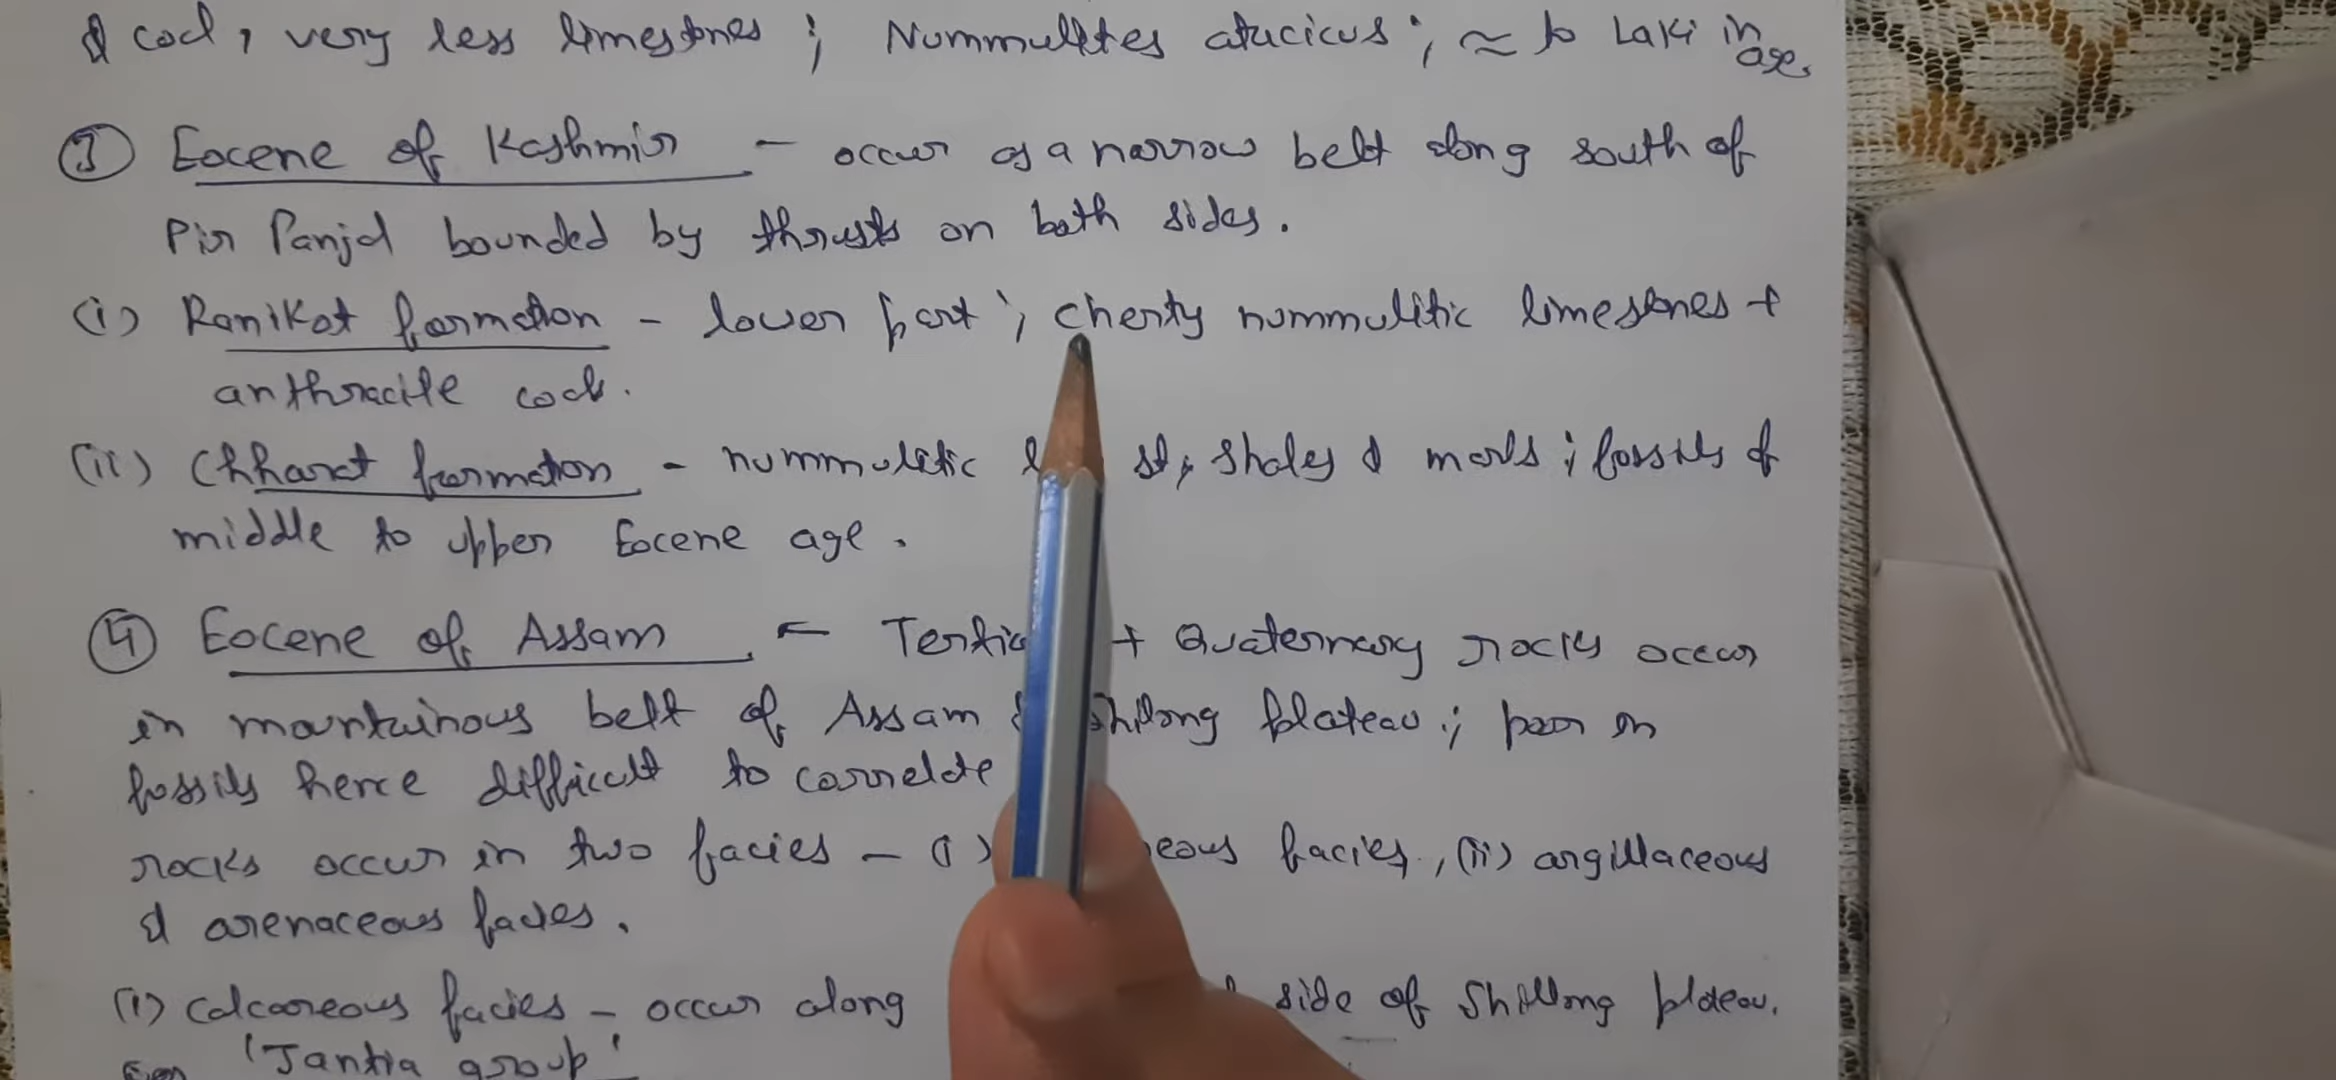 & coal, very less limestones; Nummulites atacicus; ≈ to Laki in age.
③ Eocene of Kashmir - occur as a narrow belt along south of
Pir Panjal bounded by thrusts on both sides.
(i) Ranikot formation - lower part; cherty nummulitic limestones +
anthracite coal.
(ii) Chharat formation - nummulitic st, shales & marls; fossils of
middle to upper Eocene age.
④ Eocene of Assam - + Quaternary rocks occur
in mountainous belt of Assam Shillong plateau; poor in
fossils hence difficult to correlate
rocks occur in two facies - (i) facies, (ii) argillaceous
& arenaceous facies.
(i) Calcareous facies - occur along side of Shillong plateau.
'Jantia group'